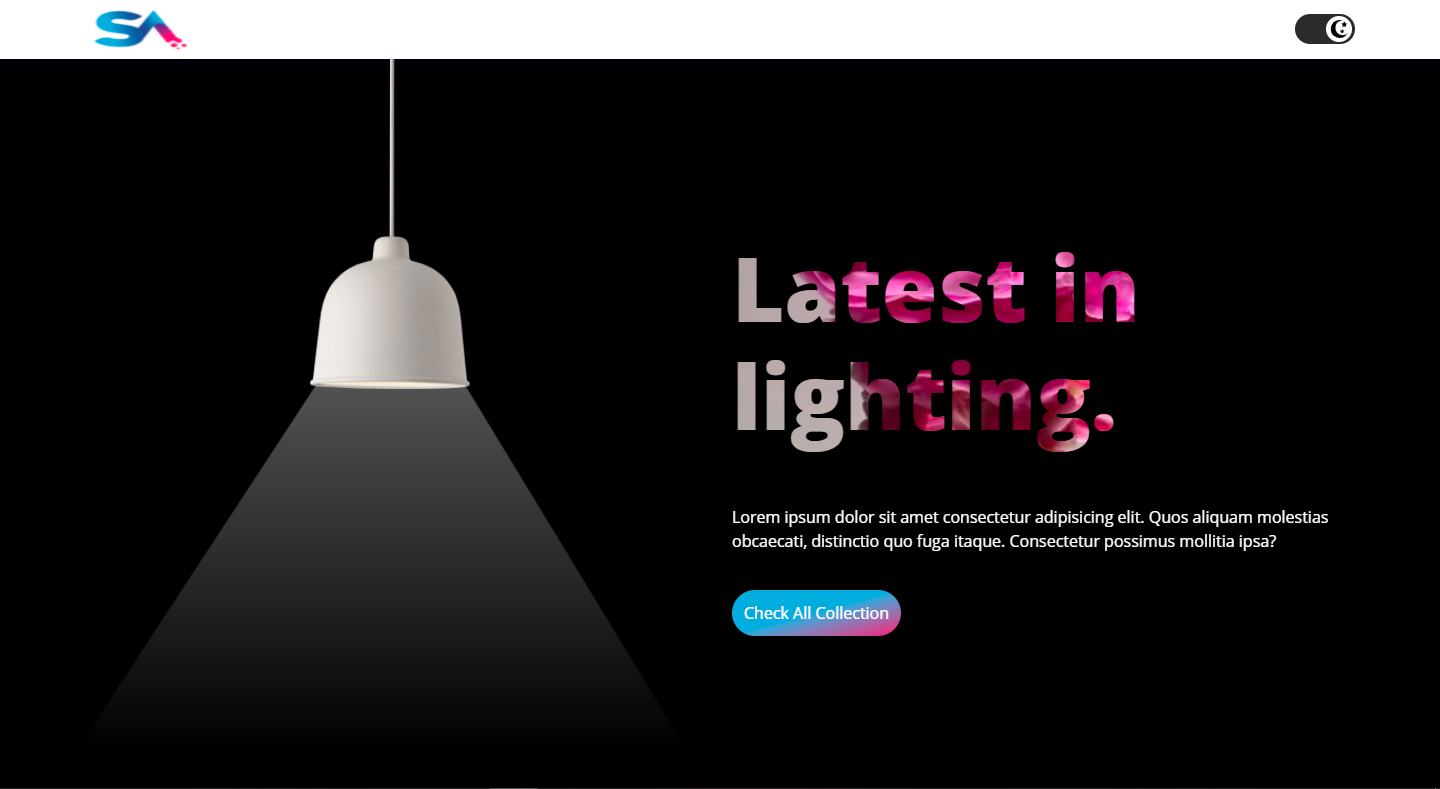 SA
Latest in
lighting.
Lorem ipsum dolor sit amet consectetur adipisicing elit. Quos aliquam molestias
obcaecati, distinctio quo fuga itaque. Consectetur possimus mollitia ipsa?
Check All Collection